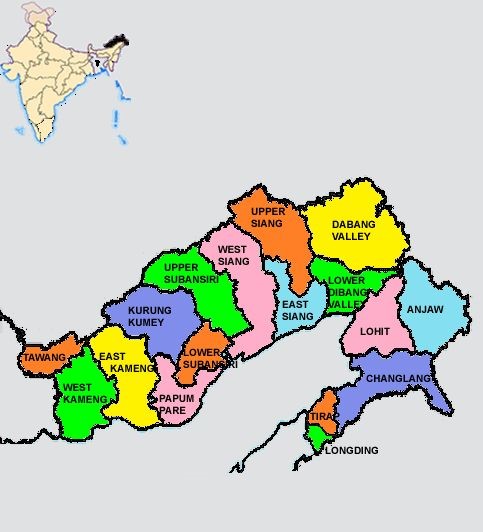 UPPER
SIANG
DABANG
VALLEY
WEST
SIANG
UPPER
SUBANSIRI
LOWER
DIBANG
VALLEY
EAST
SIANG
ANJAW
KURUNG
KUMEY
LOHIT
TAWANG
EAST
KAMENG
LOWER
SUBANSIRI
CHANGLANG
WEST
KAMENG
PAPUM
PARE
TIRA
LONGDING